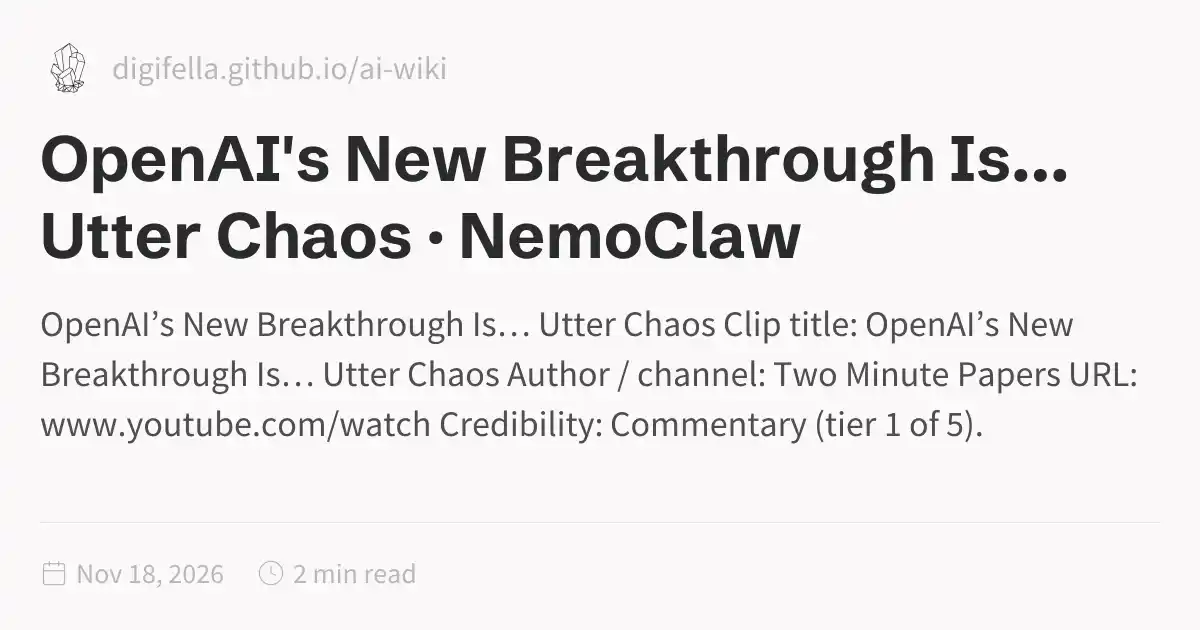 digifella.github.io/ai-wiki
OpenAI's New Breakthrough Is...
Utter Chaos · NemoClaw
OpenAI’s New Breakthrough Is… Utter Chaos Clip title: OpenAI’s New
Breakthrough Is… Utter Chaos Author / channel: Two Minute Papers URL:
www.youtube.com/watch Credibility: Commentary (tier 1 of 5).
Nov 18, 2026 2 min read